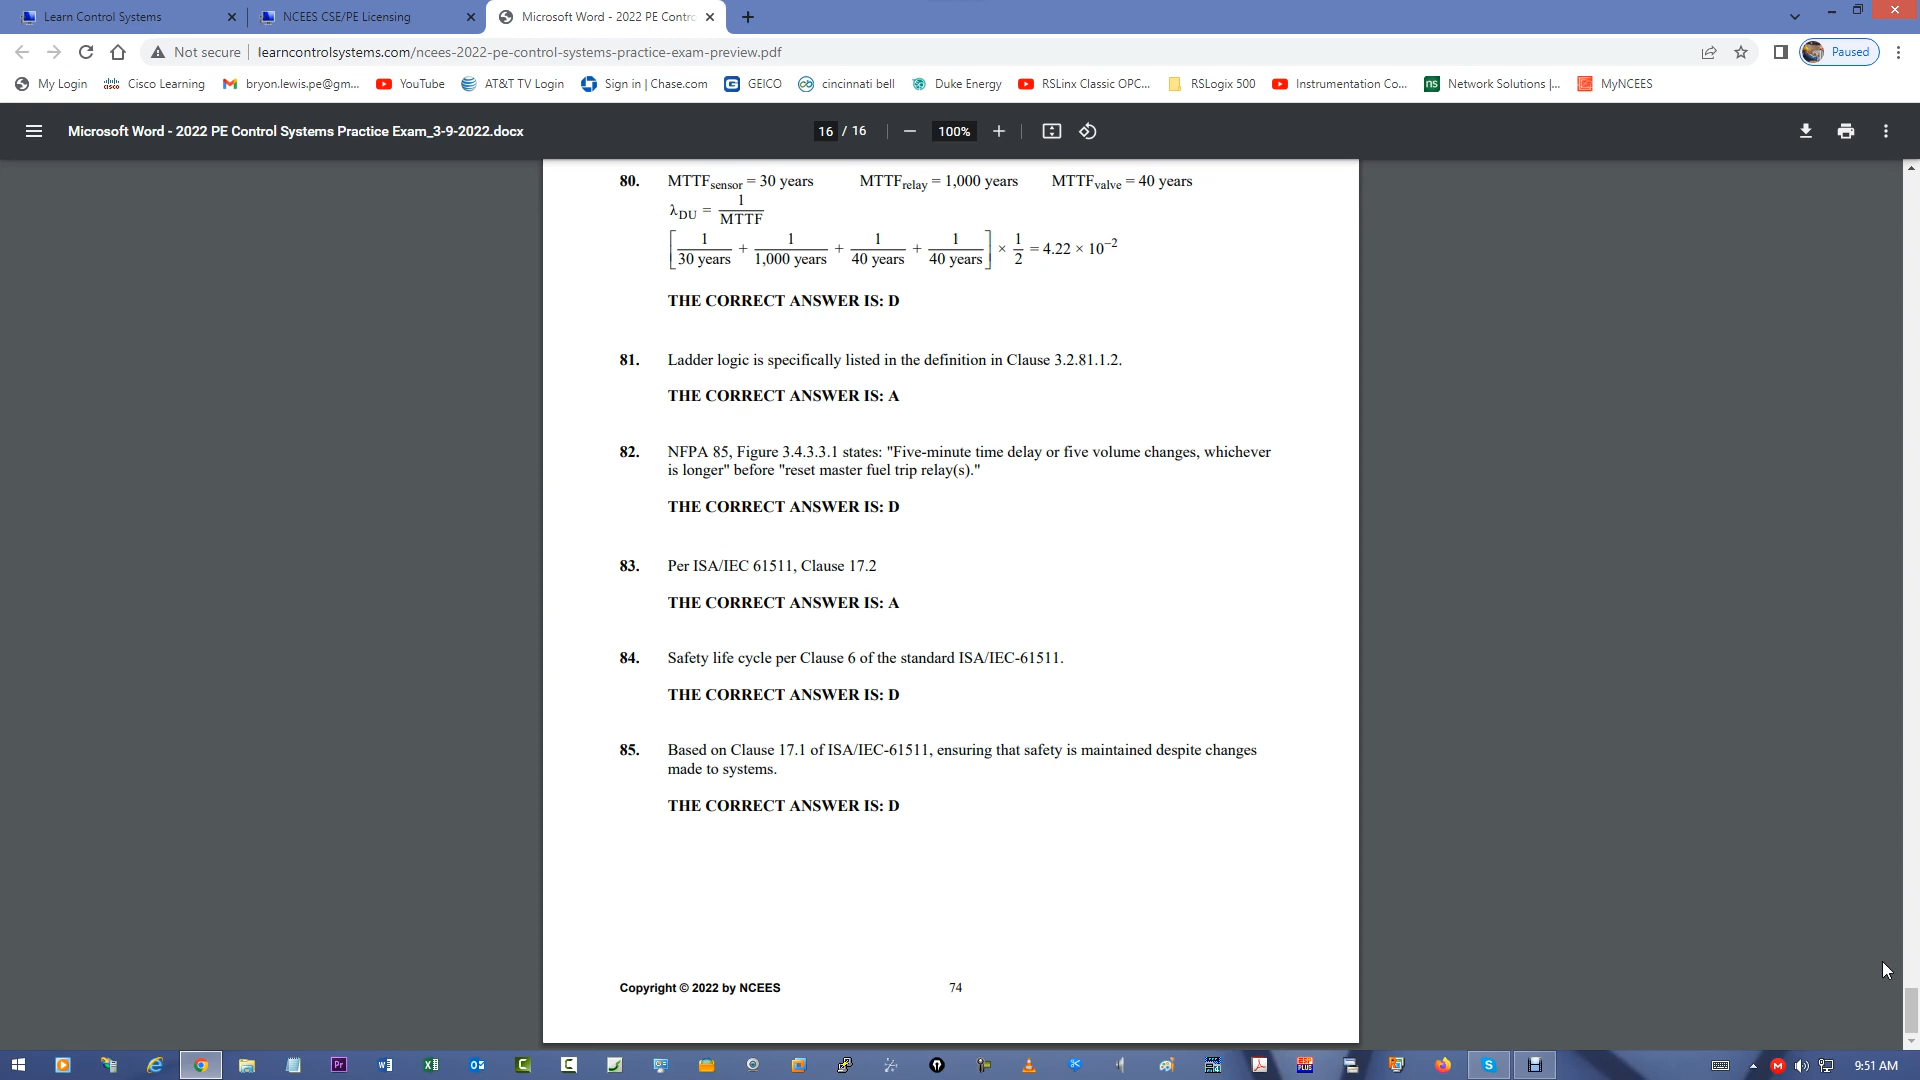 Learn Control Systems
NCEES CSE/PE Licensing
Microsoft Word - 2022 PE Contro
Not secure
learncontrolsystems.com/ncees-2022-pe-control-systems-practice-exam-preview.pdf
Paused
My Login
Cisco Learning
bryon.lewis.pe@gm...
YouTube
AT&T TV Login
Sign in | Chase.com
GEICO
cincinnati bell
Duke Energy
RSLinx Classic OPC...
RSLogix 500
Instrumentation Co...
Network Solutions |...
MyNCEES
Microsoft Word - 2022 PE Control Systems Practice Exam_3-9-2022.docx
16 / 16
100%
80. MTTFsensor = 30 years MTTFrelay = 1,000 years MTTFvalve = 40 years
λDU = 1/MTTF
[1/30 years + 1/1,000 years + 1/40 years + 1/40 years] × 1/2 = 4.22 × 10−2
THE CORRECT ANSWER IS: D
81. Ladder logic is specifically listed in the definition in Clause 3.2.81.1.2.
THE CORRECT ANSWER IS: A
82. NFPA 85, Figure 3.4.3.3.1 states: "Five-minute time delay or five volume changes, whichever
is longer" before "reset master fuel trip relay(s)."
THE CORRECT ANSWER IS: D
83. Per ISA/IEC 61511, Clause 17.2
THE CORRECT ANSWER IS: A
84. Safety life cycle per Clause 6 of the standard ISA/IEC-61511.
THE CORRECT ANSWER IS: D
85. Based on Clause 17.1 of ISA/IEC-61511, ensuring that safety is maintained despite changes
made to systems.
THE CORRECT ANSWER IS: D
Copyright © 2022 by NCEES 74
9:51 AM